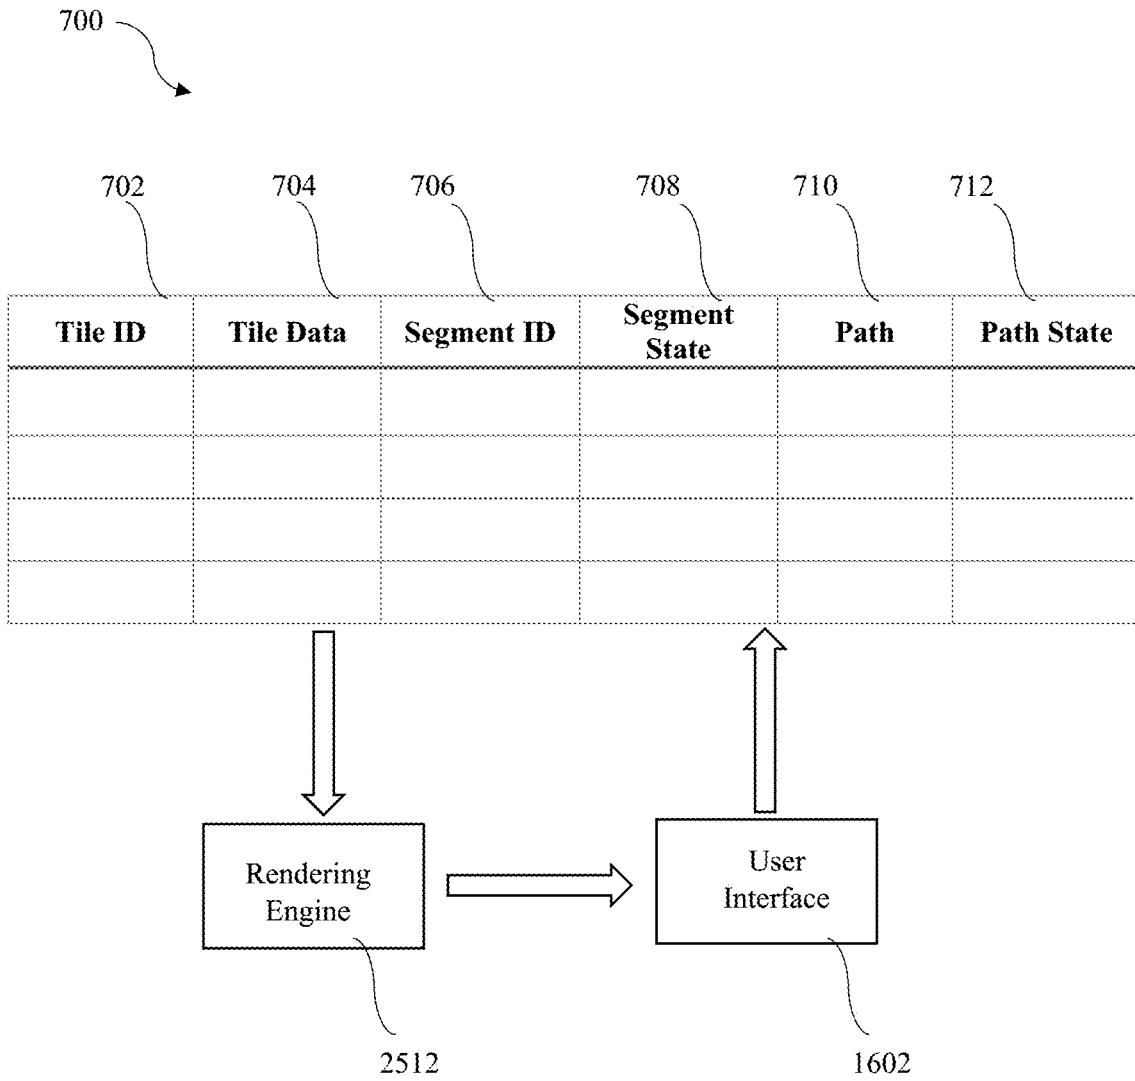 700
702 704 706 708 710 712
Tile ID Tile Data Segment ID Segment State Path Path State
Rendering
Engine
User
Interface
2512 1602